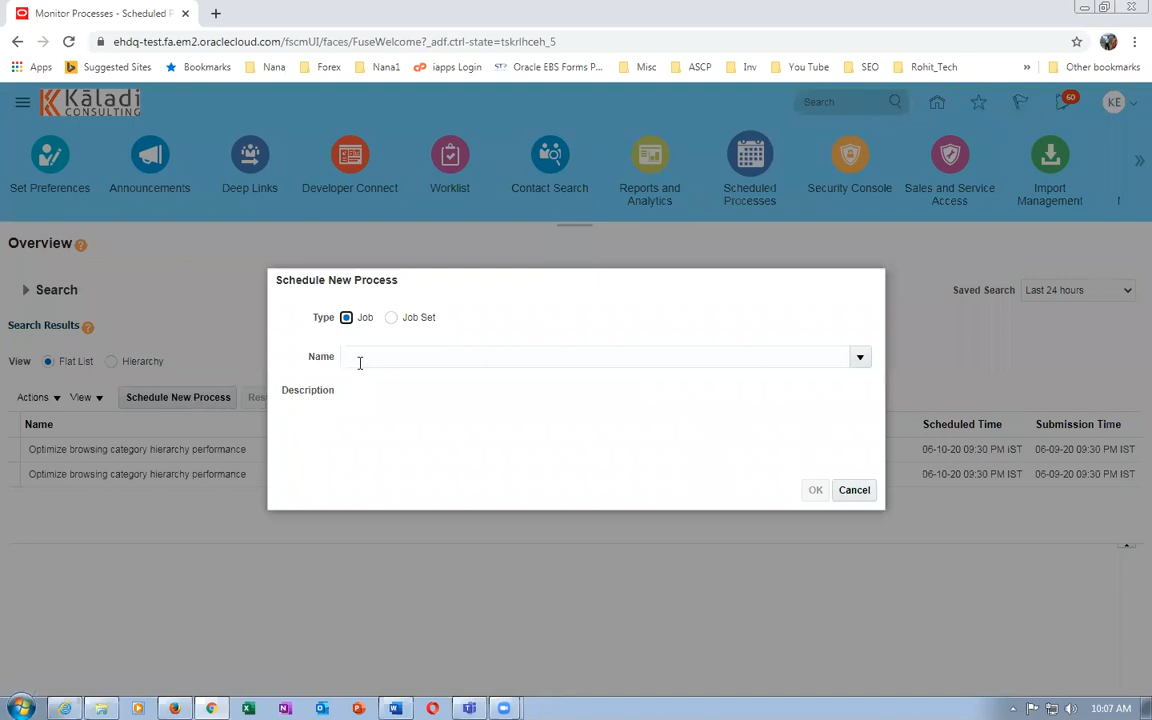 Monitor Processes - Scheduled P
ehdq-test.fa.em2.oraclecloud.com/fscmUI/faces/FuseWelcome?_adf.ctrl-state=tskrlhceh_5
Apps Suggested Sites Bookmarks Nana Forex Nana1 iapps Login Oracle EBS Forms P... Misc ASCP Inv You Tube SEO Rohit_Tech » Other bookmarks
Kāladi
CONSULTING
Search
60
KE
Set Preferences
Announcements
Deep Links
Developer Connect
Worklist
Contact Search
Reports and
Analytics
Scheduled
Processes
Security Console
Sales and Service
Access
Import
Management
Overview
Search
Saved Search Last 24 hours
Search Results
View Flat List Hierarchy
Actions View Schedule New Process Res
Name Scheduled Time Submission Time
Optimize browsing category hierarchy performance 06-10-20 09:30 PM IST 06-09-20 09:30 PM IST
Optimize browsing category hierarchy performance 06-10-20 09:30 PM IST 06-09-20 09:30 PM IST
Schedule New Process
Type Job Job Set
Name
Description
OK Cancel
10:07 AM